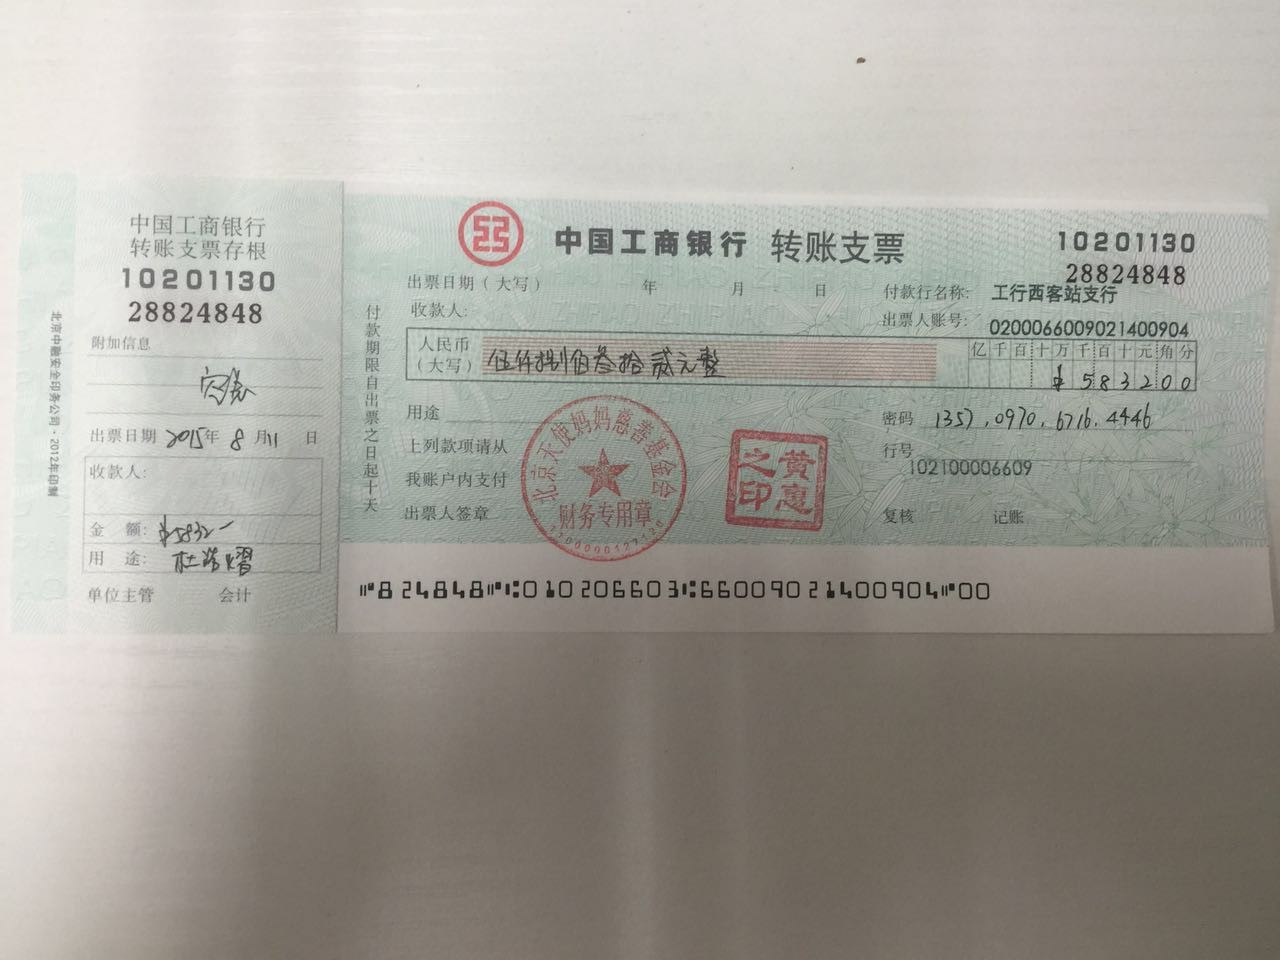 中国工商银行
转账支票存根
10201130
28824848
附加信息
出票日期 2015年 8月11 日
收款人:
金 额: ¥5832-
用 途: 杜浩熠
单位主管 会计
北京中融安全印务公司·2012年印制
付款期限自出票之日起十天
中国工商银行 转账支票
10201130
28824848
出票日期(大写) 年 月 日
付款行名称: 工行西客站支行
收款人:
出票人账号: 0200066009021400904
人民币
(大写) 伍仟捌佰叁拾贰元整
亿千百十万千百十元角分
¥583200
用途
密码 1357.0970.6716.4446
上列款项请从
行号
102100006609
我账户内支付
出票人签章
复核 记账
北京天使妈妈慈善基金会
财务专用章
黄惠
之印
⑈824848⑈⑆010206603⑆66009021400904⑈00